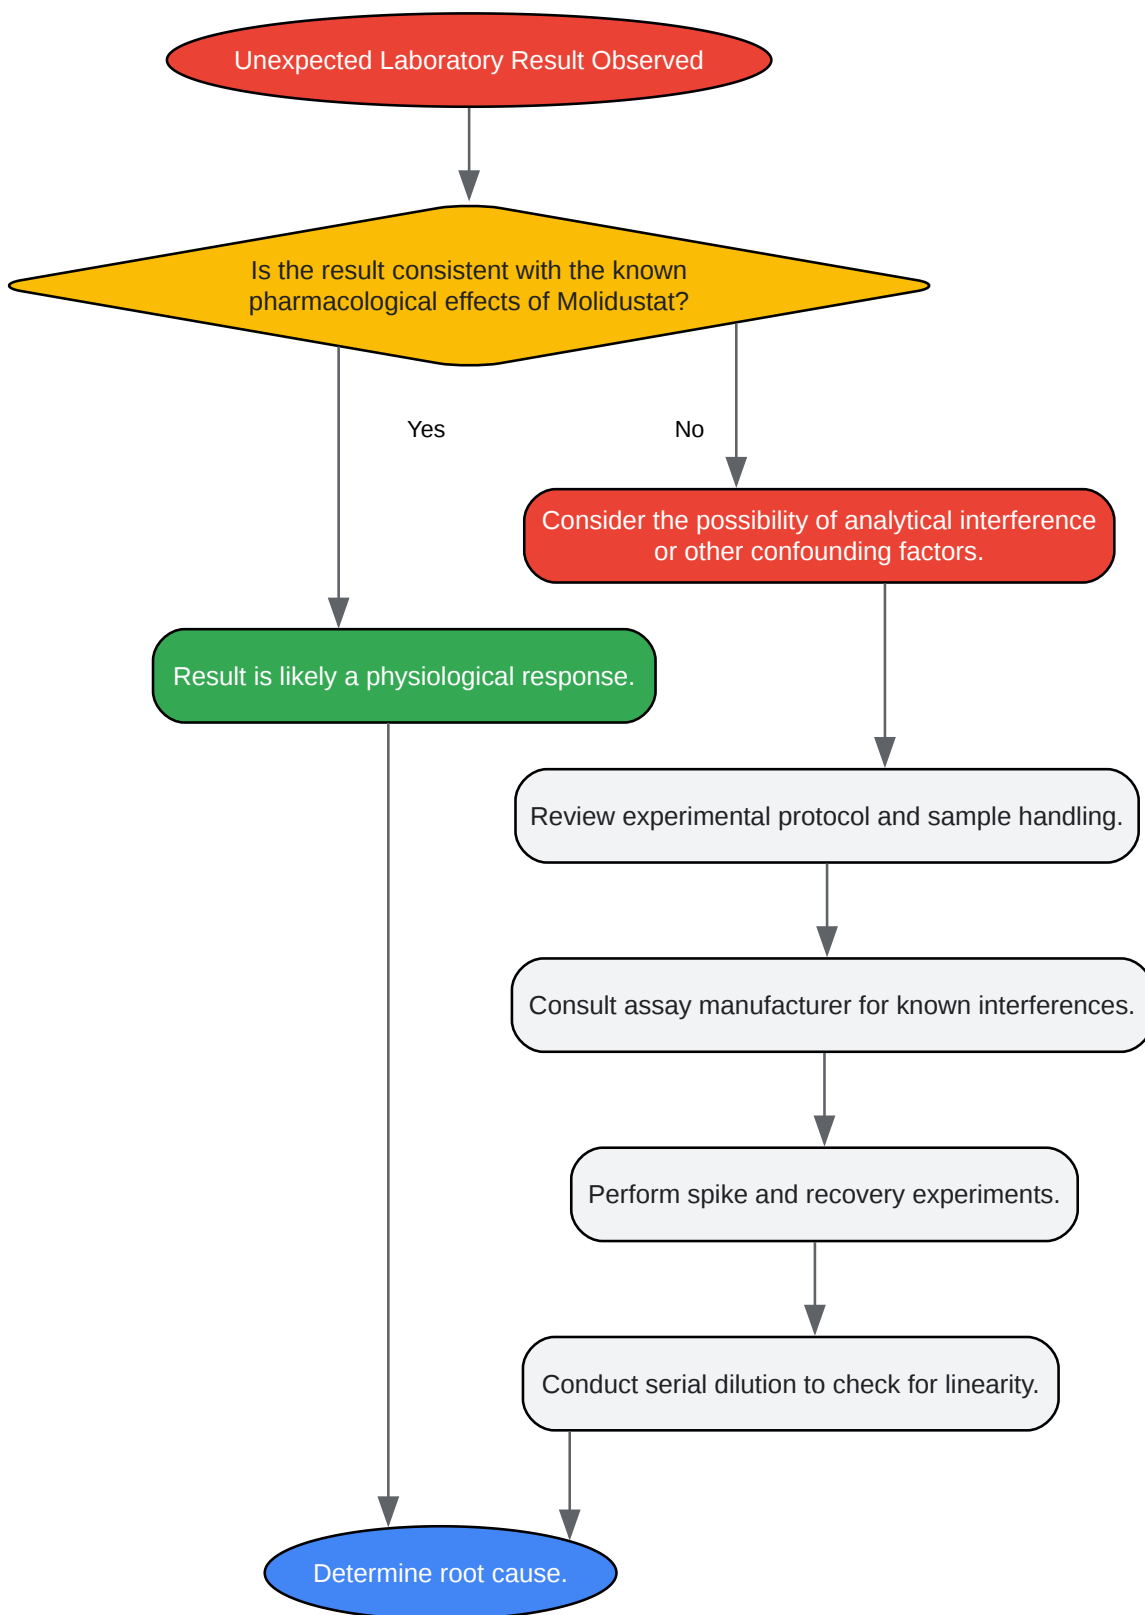 Unexpected Laboratory Result Observed
Is the result consistent with the known
pharmacological effects of Molidustat?
Yes
No
Consider the possibility of analytical interference
or other confounding factors.
Result is likely a physiological response.
Review experimental protocol and sample handling.
Consult assay manufacturer for known interferences.
Perform spike and recovery experiments.
Conduct serial dilution to check for linearity.
Determine root cause.